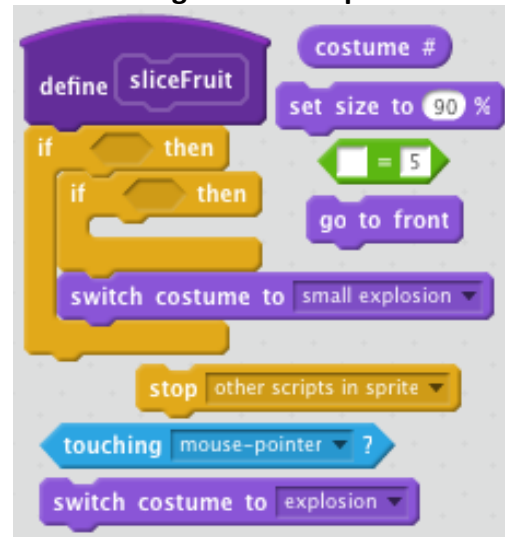 define sliceFruit
costume #
set size to 90 %
if then
= 5
if then
go to front
switch costume to small explosion
stop other scripts in sprite
touching mouse-pointer ?
switch costume to explosion